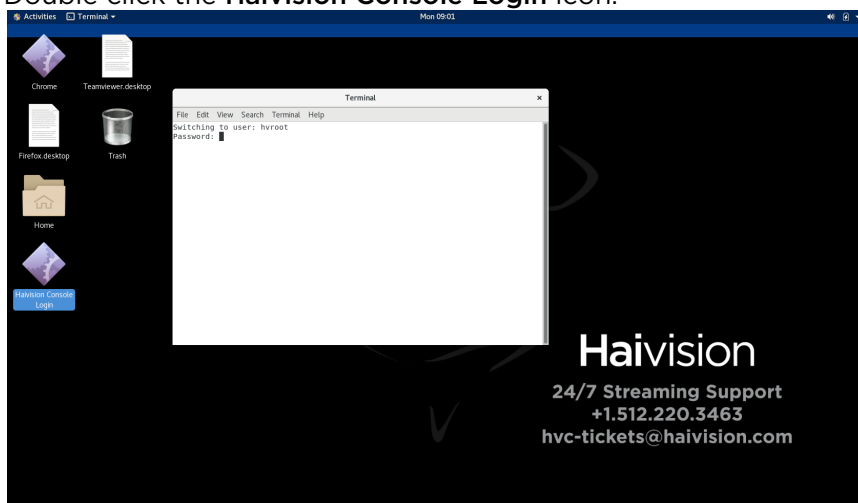 Double click the Haivision Console Login icon.
Activities Terminal Mon 09:01
Chrome
Teamviewer.desktop
Terminal
File Edit View Search Terminal Help
Switching to user: hvroot
Password:
Firefox.desktop
Trash
Home
Haivision Console
Login
Haivision
24/7 Streaming Support
+1.512.220.3463
hvc-tickets@haivision.com